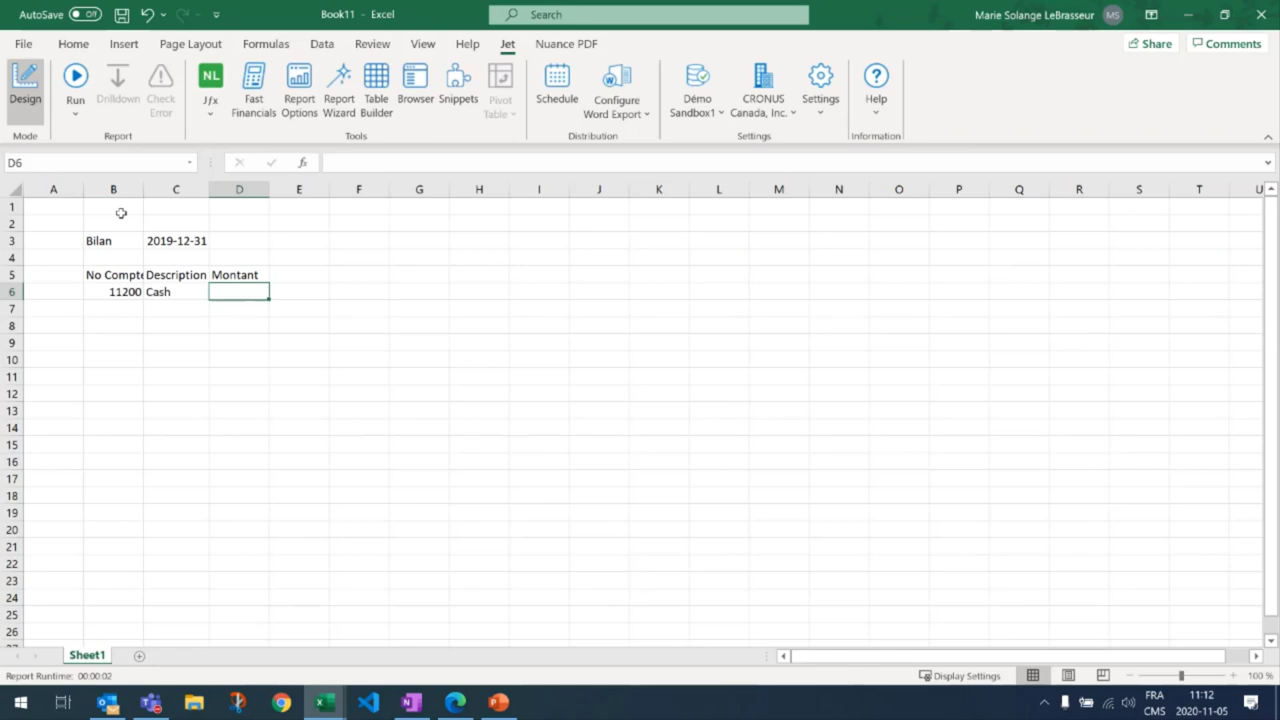 AutoSave Off Book11 - Excel Search Marie Solange LeBrasseur MS
File Home Insert Page Layout Formulas Data Review View Help Jet Nuance PDF Share Comments
Design Run Drilldown Check Error NL Jfx Fast Financials Report Options Report Wizard Table Builder Browser Snippets Pivot Table Schedule Configure Word Export Démo Sandbox1 CRONUS Canada, Inc. Settings Help
Mode Report Tools Distribution Settings Information
D6 fx
A B C D E F G H I J K L M N O P Q R S T U
1
2
3 Bilan 2019-12-31
4
5 No Compte Description Montant
6 11200 Cash
7
8
9
10
11
12
13
14
15
16
17
18
19
20
21
22
23
24
25
26
Sheet1
Report Runtime: 00:00:02 Display Settings 100 %
FRA 11:12
CMS 2020-11-05